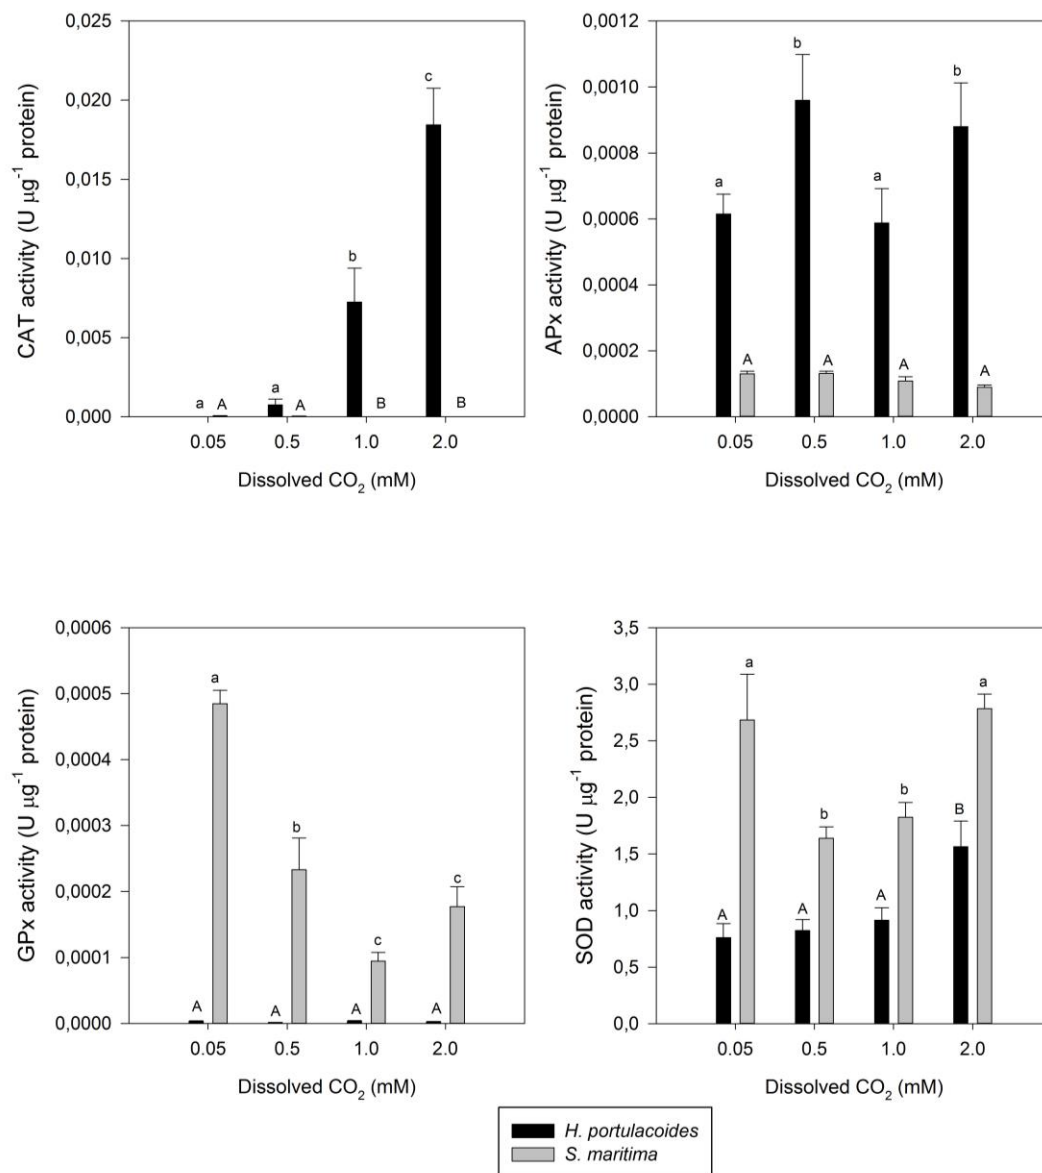 CAT activity (U μg⁻¹ protein)
0,025
0,020
0,015
0,010
0,005
0,000
a A
a A
b B
c B
0.05 0.5 1.0 2.0
Dissolved CO₂ (mM)
APx activity (U μg⁻¹ protein)
0,0012
0,0010
0,0008
0,0006
0,0004
0,0002
0,0000
a A
b A
a A
b A
0.05 0.5 1.0 2.0
Dissolved CO₂ (mM)
GPx activity (U μg⁻¹ protein)
0,0006
0,0005
0,0004
0,0003
0,0002
0,0001
0,0000
A a
A b
A c
A c
0.05 0.5 1.0 2.0
Dissolved CO₂ (mM)
SOD activity (U μg⁻¹ protein)
3,5
3,0
2,5
2,0
1,5
1,0
0,5
0,0
A a
A b
A b
B a
0.05 0.5 1.0 2.0
Dissolved CO₂ (mM)
H. portulacoides
S. maritima